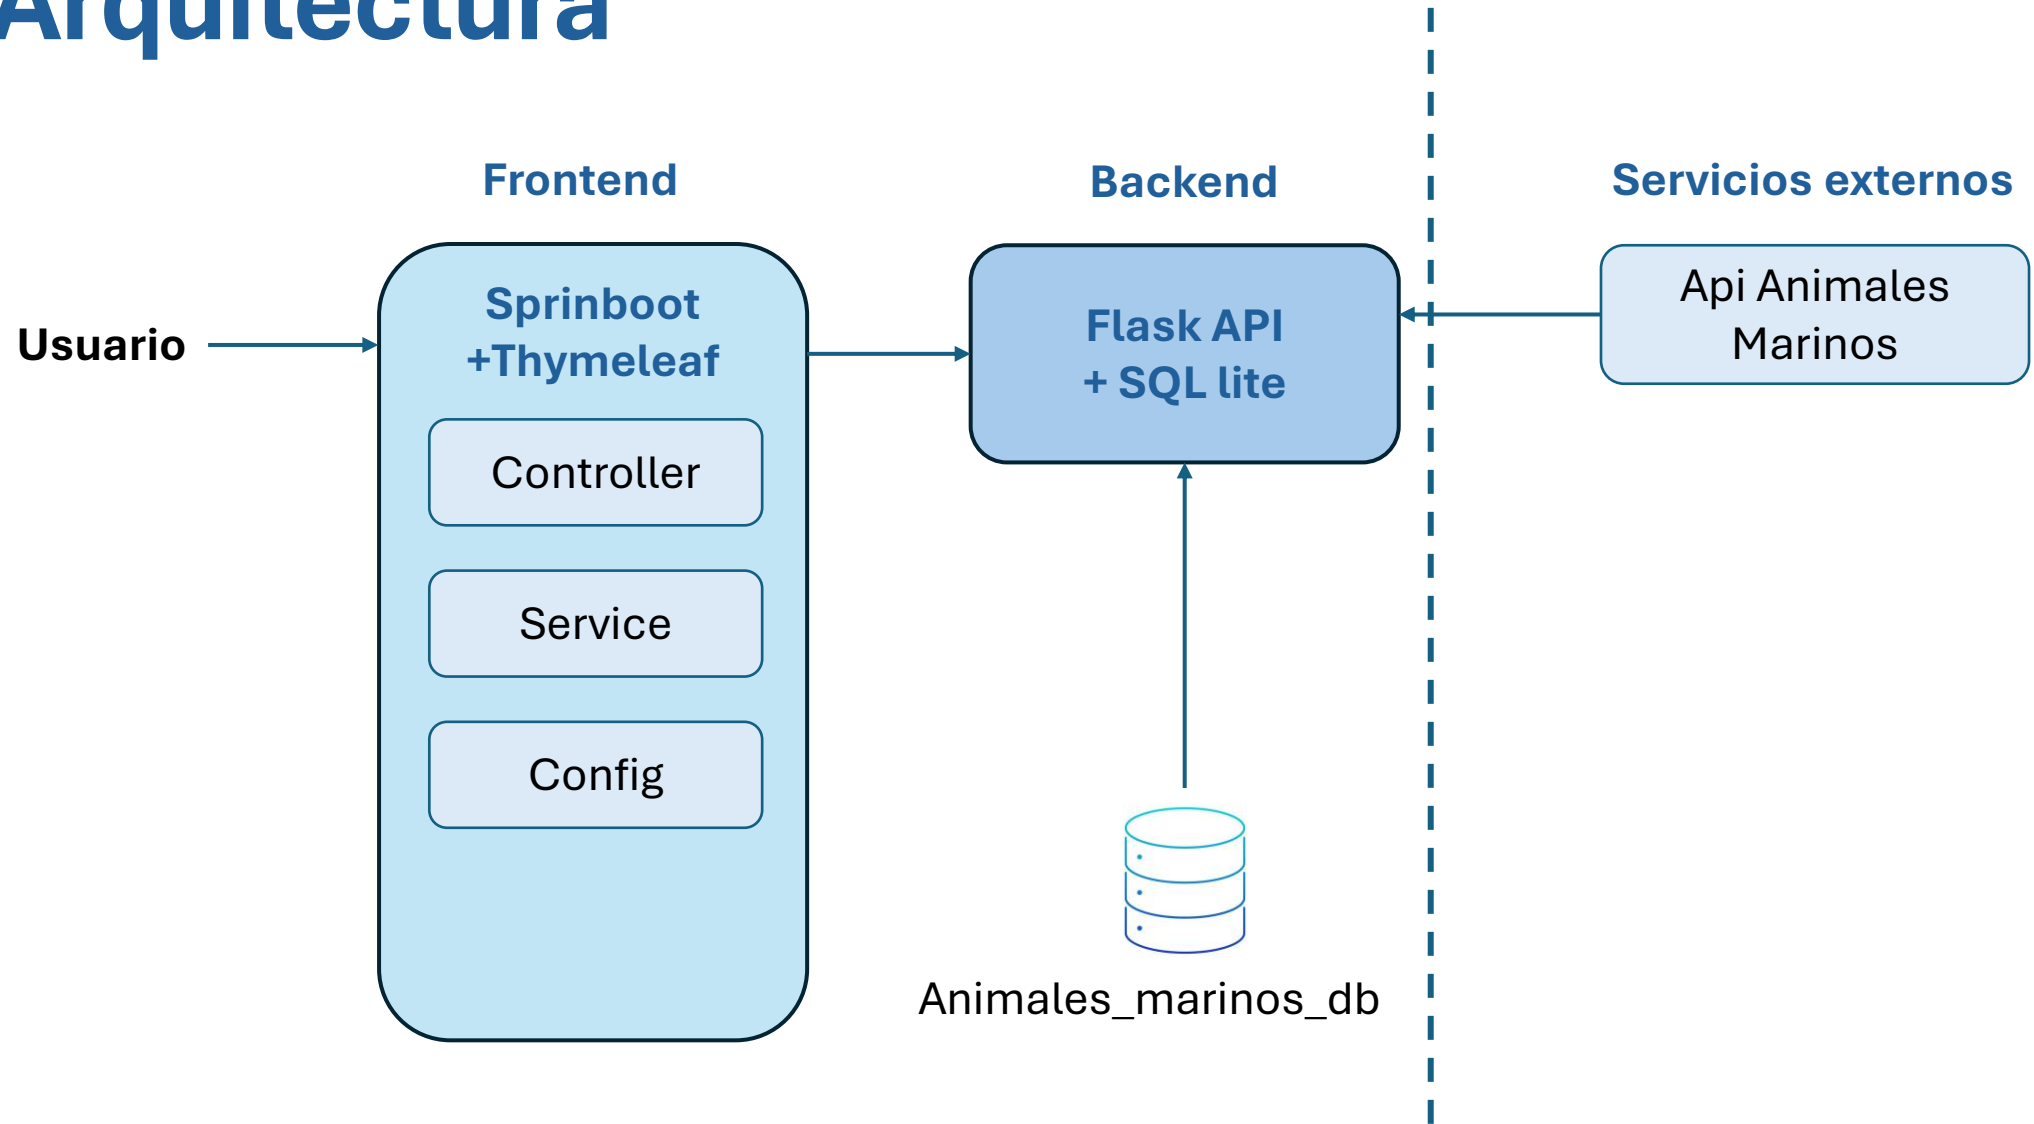 Arquitectura
Frontend
Backend
Servicios externos
Usuario
Sprinboot
+Thymeleaf
Controller
Service
Config
Flask API
+ SQL lite
Animales_marinos_db
Api Animales
Marinos